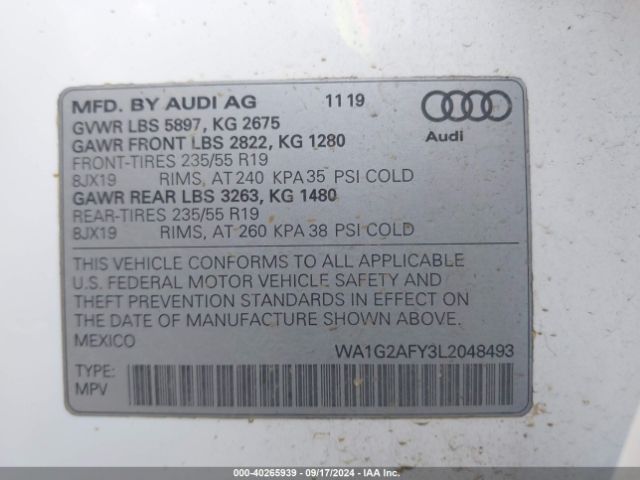 MFD. BY AUDI AG 11 19
GVWR LBS 5897, KG 2675
GAWR FRONT LBS 2822, KG 1280
FRONT-TIRES 235/55 R19
8JX19 RIMS, AT 240 KPA 35 PSI COLD
GAWR REAR LBS 3263, KG 1480
REAR-TIRES 235/55 R19
8JX19 RIMS, AT 260 KPA 38 PSI COLD
Audi
THIS VEHICLE CONFORMS TO ALL APPLICABLE
U.S. FEDERAL MOTOR VEHICLE SAFETY AND
THEFT PREVENTION STANDARDS IN EFFECT ON
THE DATE OF MANUFACTURE SHOWN ABOVE.
MEXICO WA1G2AFY3L2048493
TYPE:
MPV
000-40265939 - 09/17/2024 - IAA Inc.